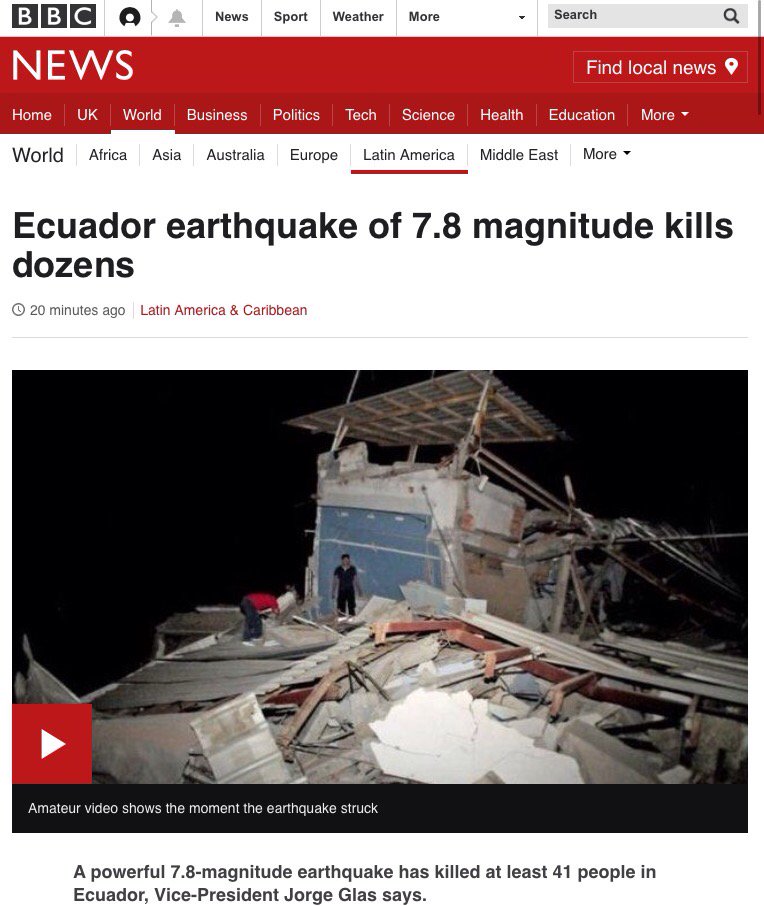 BBC News Sport Weather More Search
NEWS Find local news
Home UK World Business Politics Tech Science Health Education More
World Africa Asia Australia Europe Latin America Middle East More
Ecuador earthquake of 7.8 magnitude kills
dozens
20 minutes ago Latin America & Caribbean
Amateur video shows the moment the earthquake struck
A powerful 7.8-magnitude earthquake has killed at least 41 people in
Ecuador, Vice-President Jorge Glas says.